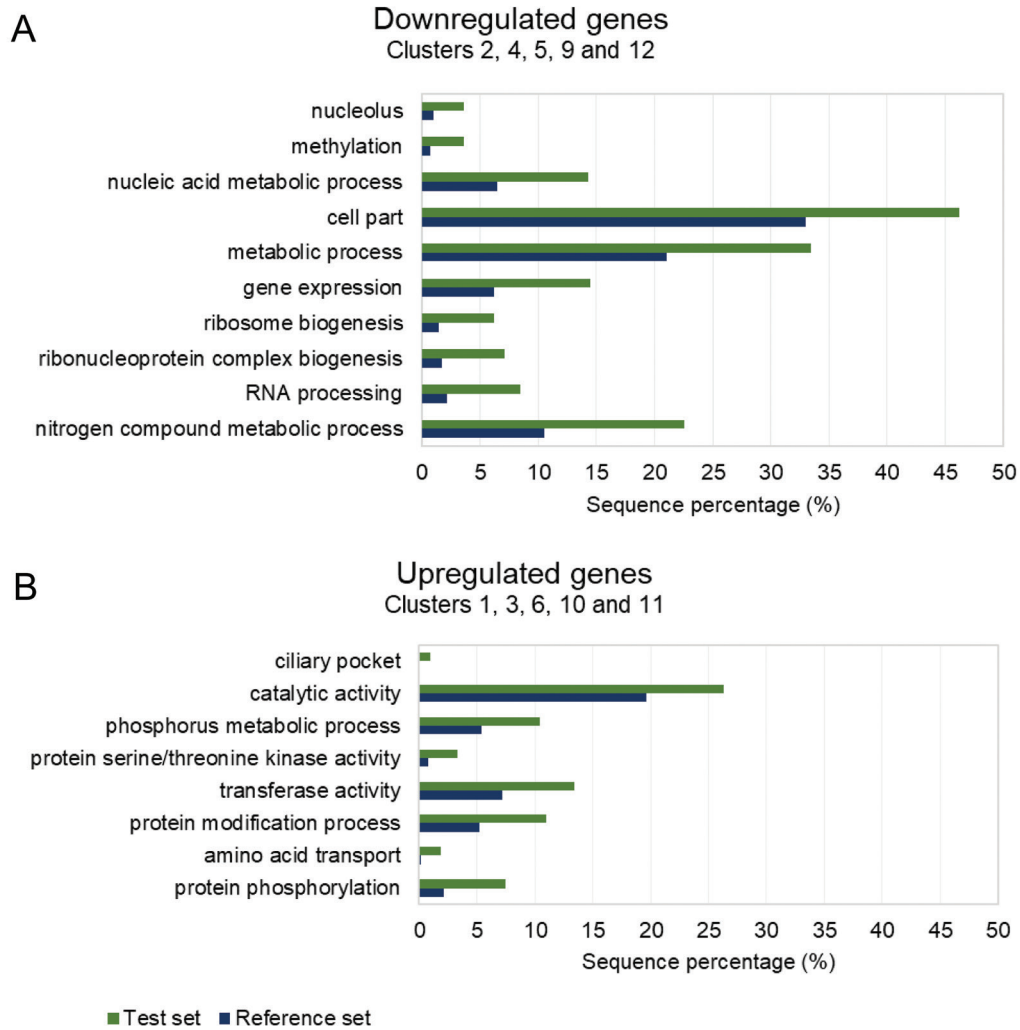 A
Downregulated genes
Clusters 2, 4, 5, 9 and 12
nucleolus
methylation
nucleic acid metabolic process
cell part
metabolic process
gene expression
ribosome biogenesis
ribonucleoprotein complex biogenesis
RNA processing
nitrogen compound metabolic process
0 5 10 15 20 25 30 35 40 45 50
Sequence percentage (%)
B
Upregulated genes
Clusters 1, 3, 6, 10 and 11
ciliary pocket
catalytic activity
phosphorus metabolic process
protein serine/threonine kinase activity
transferase activity
protein modification process
amino acid transport
protein phosphorylation
0 5 10 15 20 25 30 35 40 45 50
Sequence percentage (%)
Test set Reference set